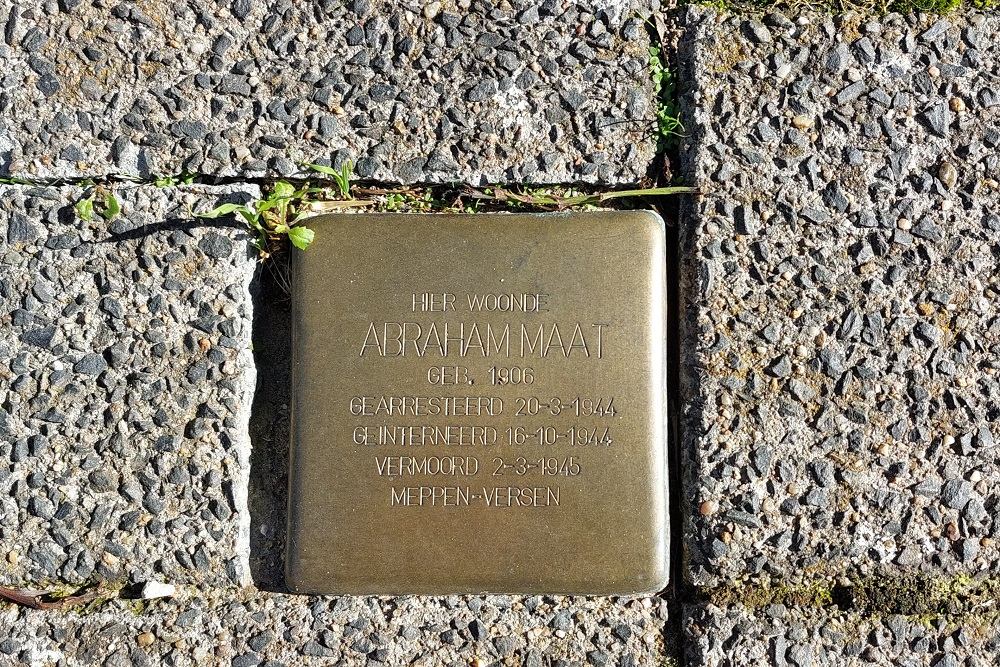 HIER WOONDE
ABRAHAM MAAT
GEB. 1906
GEARRESTEERD 20-3-1944
GEÏNTERNEERD 16-10-1944
VERMOORD 2-3-1945
MEPPEN-VERSEN